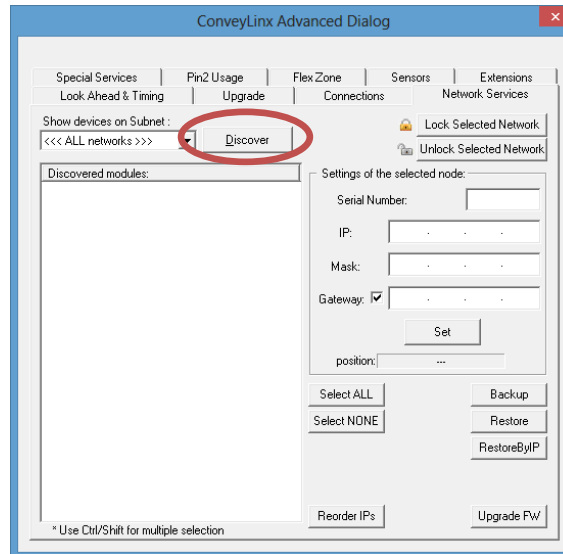 ConveyLinx Advanced Dialog
x
Special Services
Pin2 Usage
Flex Zone
Sensors
Extensions
Look Ahead & Timing
Upgrade
Connections
Network Services
Show devices on Subnet :
<<< ALL networks >>>
Discover
Lock Selected Network
Unlock Selected Network
Discovered modules:
Settings of the selected node:
Serial Number:
IP: . . .
Mask: . . .
Gateway: . . .
Set
position: ...
Select ALL
Backup
Select NONE
Restore
RestoreByIP
Reorder IPs
Upgrade FW
* Use Ctrl/Shift for multiple selection